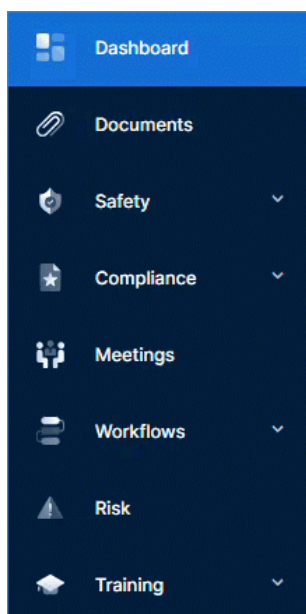 Dashboard
Documents
Safety
Compliance
Meetings
Workflows
Risk
Training